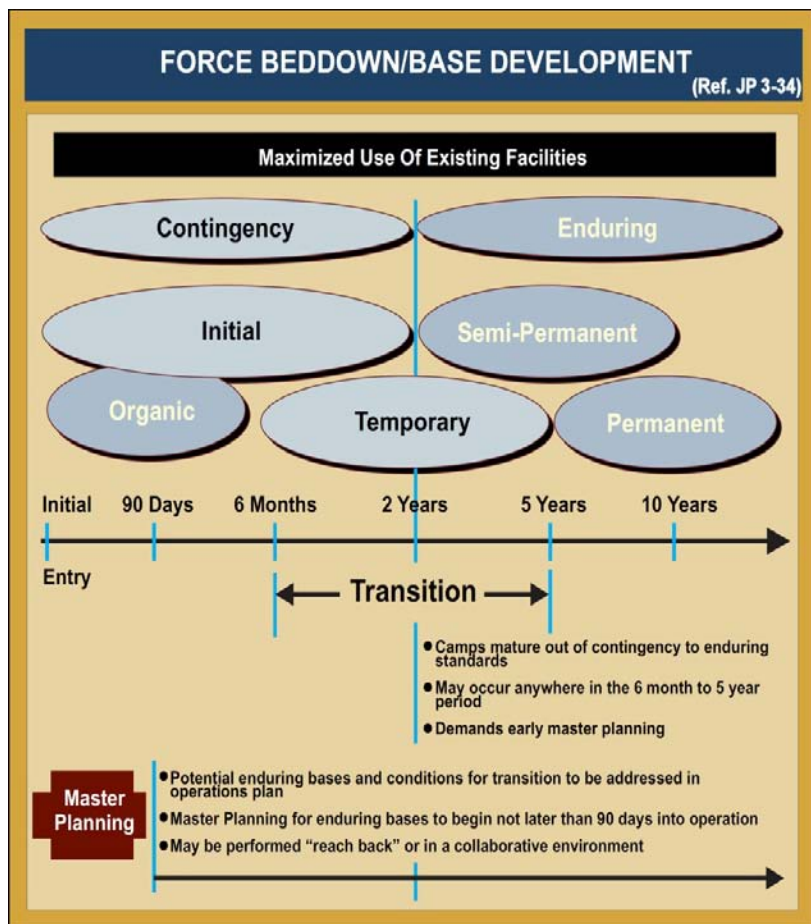 FORCE BEDDOWN/BASE DEVELOPMENT
(Ref. JP 3-34)
Maximized Use Of Existing Facilities
Contingency
Enduring
Initial
Semi-Permanent
Organic
Temporary
Permanent
Initial
90 Days
6 Months
2 Years
5 Years
10 Years
Entry
Transition
● Camps mature out of contingency to enduring
standards
● May occur anywhere in the 6 month to 5 year
period
● Demands early master planning
Master
Planning
● Potential enduring bases and conditions for transition to be addressed in
operations plan
● Master Planning for enduring bases to begin not later than 90 days into operation
● May be performed “reach back” or in a collaborative environment